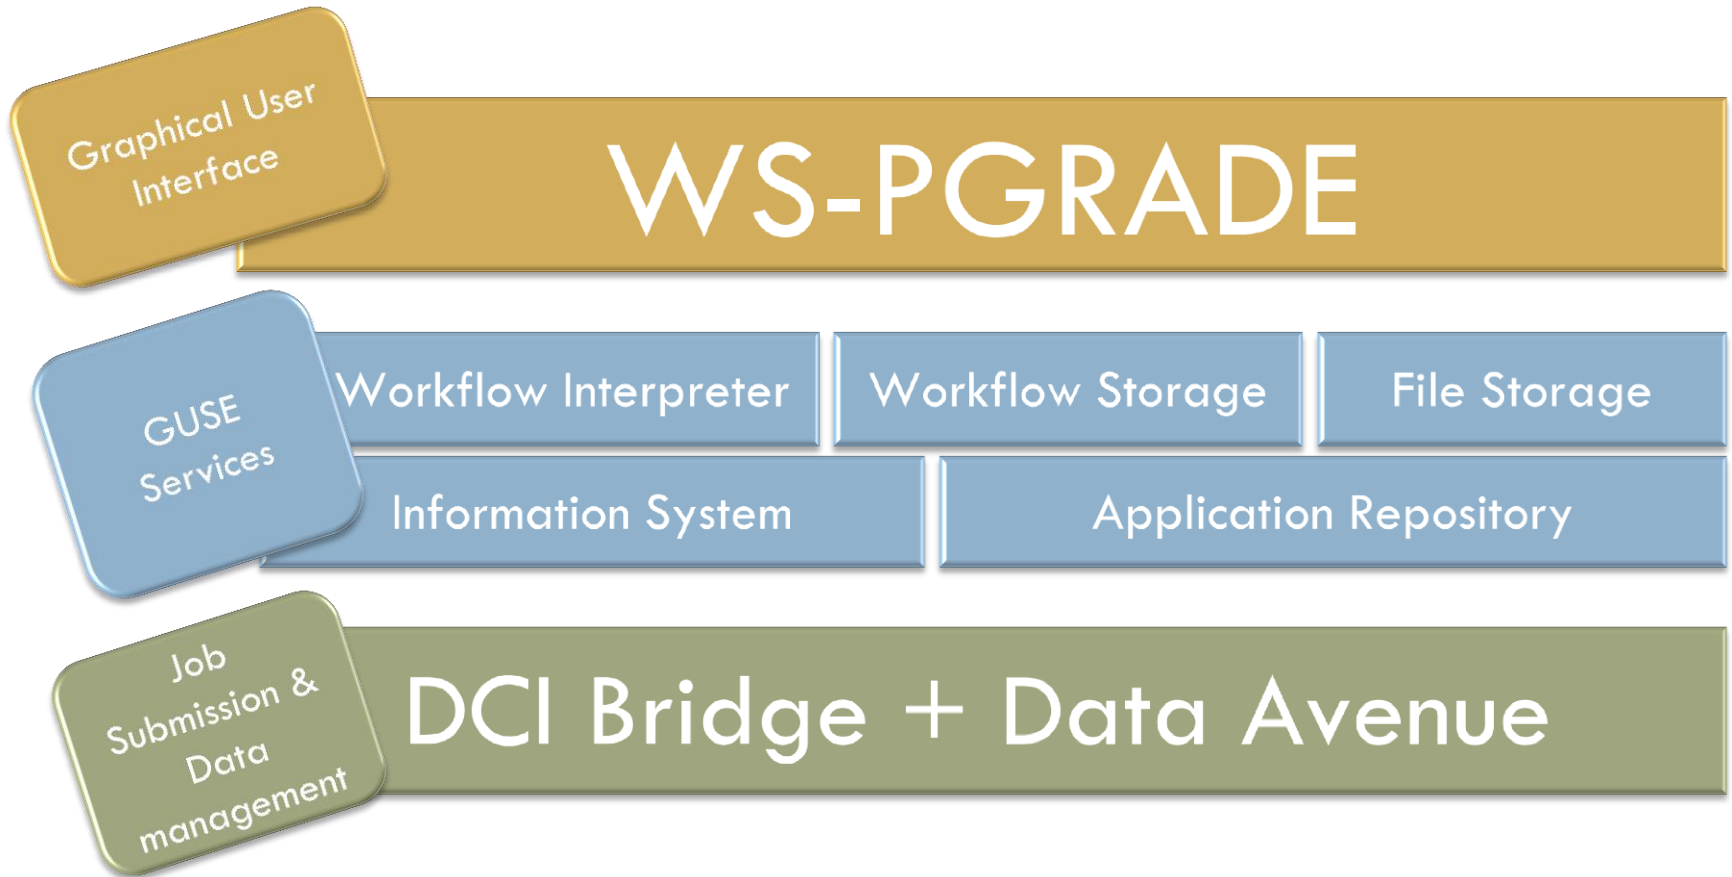 Graphical User
Interface
WS-PGRADE
GUSE
Services
Workflow Interpreter
Workflow Storage
File Storage
Information System
Application Repository
Job
Submission &
Data
management
DCI Bridge + Data Avenue